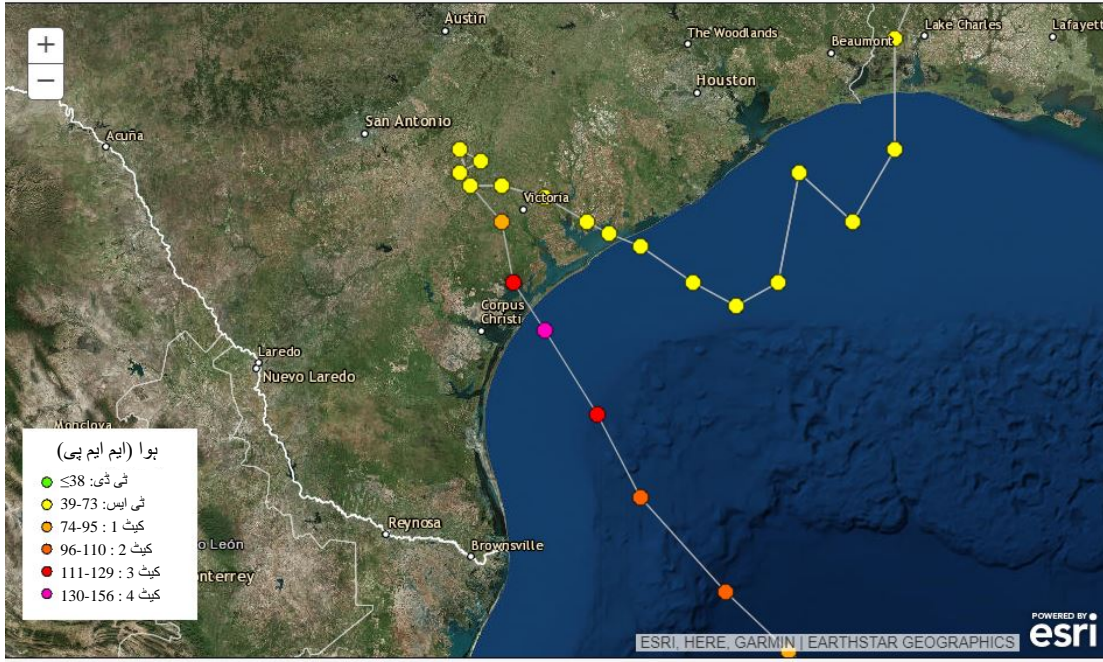 Austin
Lake Charles
Lafayett
The Woodlands
Beaumont
+
−
Houston
San Antonio
Acuña
Victoria
Corpus
Christi
Laredo
Nuevo Laredo
Monclova
ہوا (ایم ایم پی)
ٹی ڈی: 38≥
ٹی ایس: 73-39
کیٹ 1 : 95-74
کیٹ 2 : 110-96
کیٹ 3 : 129-111
کیٹ 4 : 156-130
Reynosa
o León
Brownsville
onterrey
ESRI, HERE, GARMIN | EARTHSTAR GEOGRAPHICS
POWERED BY
esri